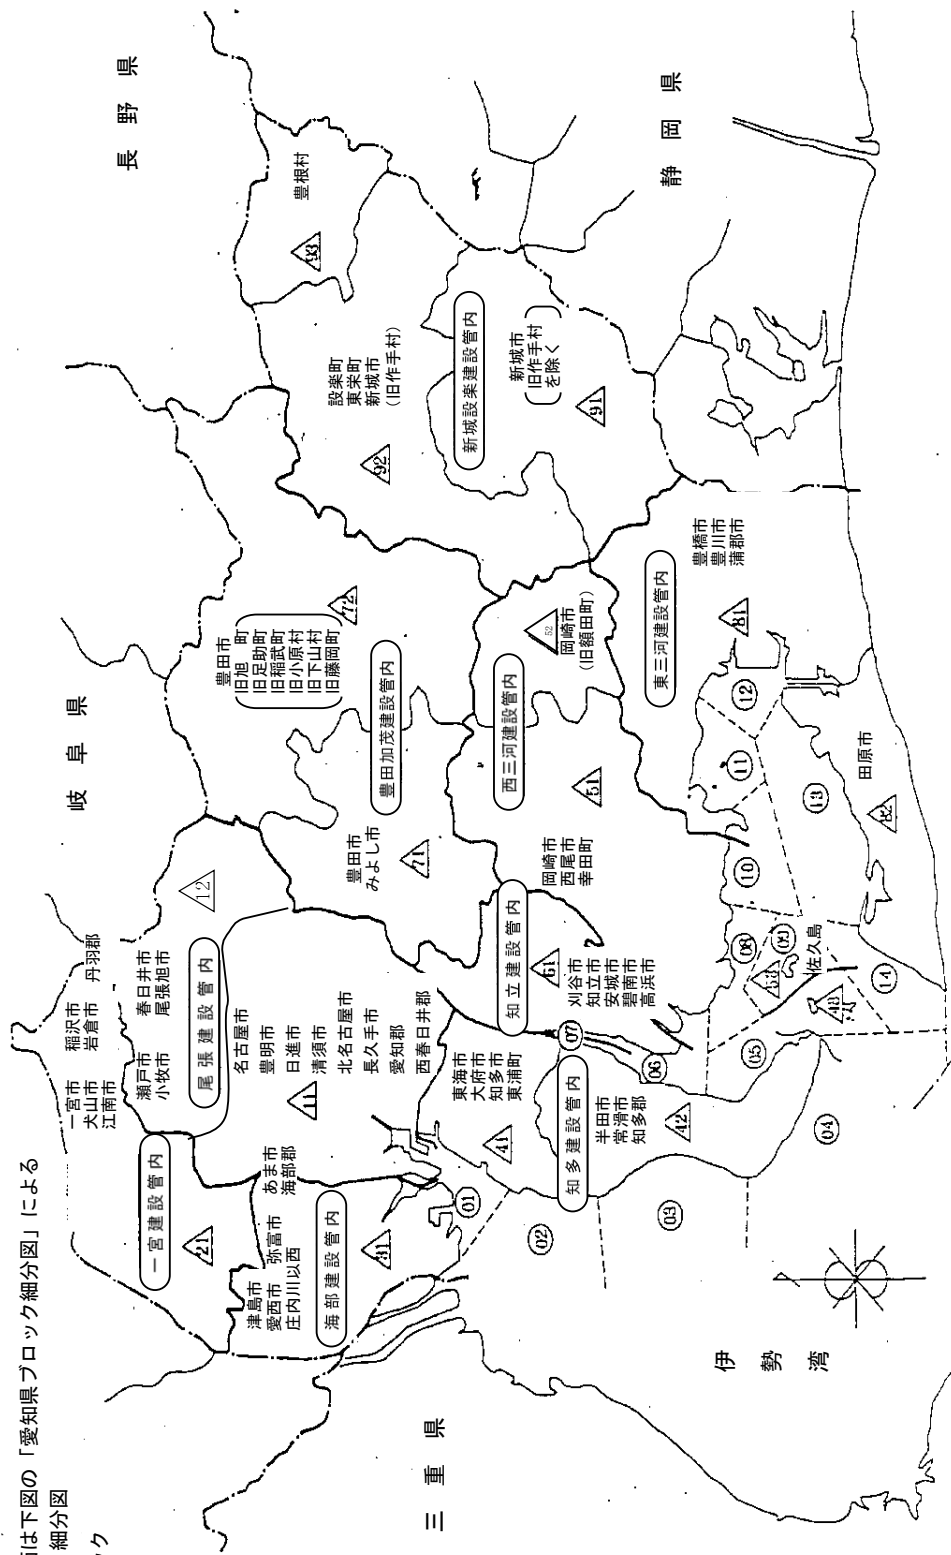 は下図の「愛知県ブロック細分図」による
細分図
ック
長野県
岐阜県
静岡県
三重県
伊勢湾
一宮建設管内
21
一宮市
犬山市
江南市
稲沢市
岩倉市
丹羽郡
尾張建設管内
瀬戸市
小牧市
春日井市
尾張旭市
12
名古屋市
豊明市
日進市
清須市
北名古屋市
長久手市
愛知郡
西春日井郡
11
海部建設管内
津島市
愛西市
庄内川以西
弥富市
あま市
海部郡
31
知多建設管内
東海市
大府市
知多市
東浦町
41
半田市
常滑市
知多郡
42
43
知立建設管内
61
刈谷市
知立市
安城市
碧南市
高浜市
豊田加茂建設管内
豊田市
みよし市
71
豊田市
旧旭 町
旧足助町
旧稲武町
旧小原村
旧下山村
旧藤岡町
72
西三河建設管内
岡崎市
西尾市
幸田町
51
52
岡崎市
(旧額田町)
53
佐久島
東三河建設管内
豊橋市
豊川市
蒲郡市
81
田原市
82
新城設楽建設管内
新城市
(旧作手村
を除く)
91
設楽町
東栄町
新城市
(旧作手村)
92
豊根村
93
01
02
03
04
05
06
07
08
09
10
11
12
13
14